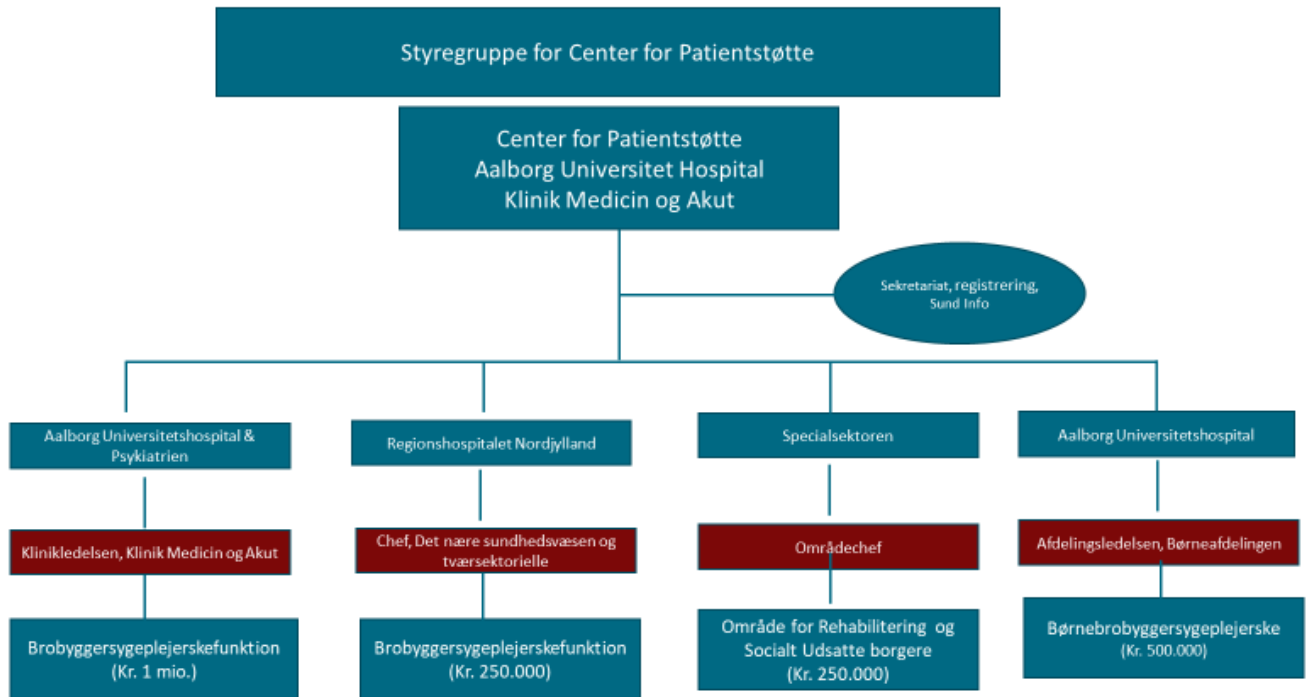 Styregruppe for Center for Patientstøtte
Center for Patientstøtte
Aalborg Universitet Hospital
Klinik Medicin og Akut
Sekretariat, registrering,
Sund Info
Aalborg Universitetshospital &
Psykiatrien
Regionshospitalet Nordjylland
Specialsektoren
Aalborg Universitetshospital
Klinikledelsen, Klinik Medicin og Akut
Chef, Det nære sundhedsvæsen og
tværsektorielle
Områdechef
Afdelingsledelsen, Børneafdelingen
Brobyggersygeplejerskefunktion
(Kr. 1 mio.)
Brobyggersygeplejerskefunktion
(Kr. 250.000)
Område for Rehabilitering og
Socialt Udsatte borgere
(Kr. 250.000)
Børnebrobyggersygeplejerske
(Kr. 500.000)